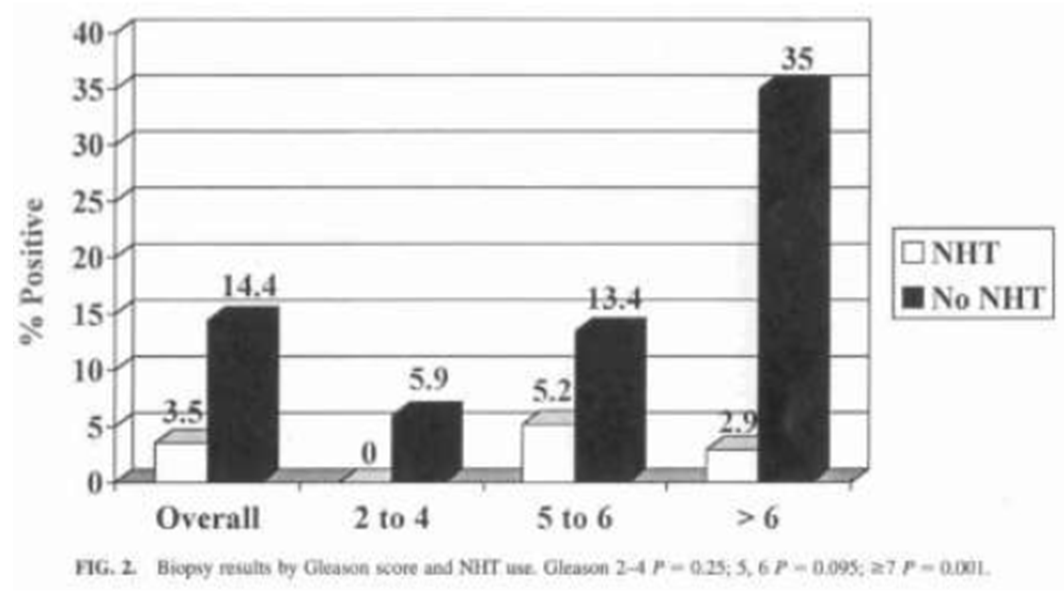 40
35
30
25
20
15
10
5
0
% Positive
3.5
14.4
0
5.9
5.2
13.4
2.9
35
Overall
2 to 4
5 to 6
> 6
NHT
No NHT
FIG. 2. Biopsy results by Gleason score and NHT use. Gleason 2–4 P = 0.25; 5, 6 P = 0.095; ≥7 P = 0.001.